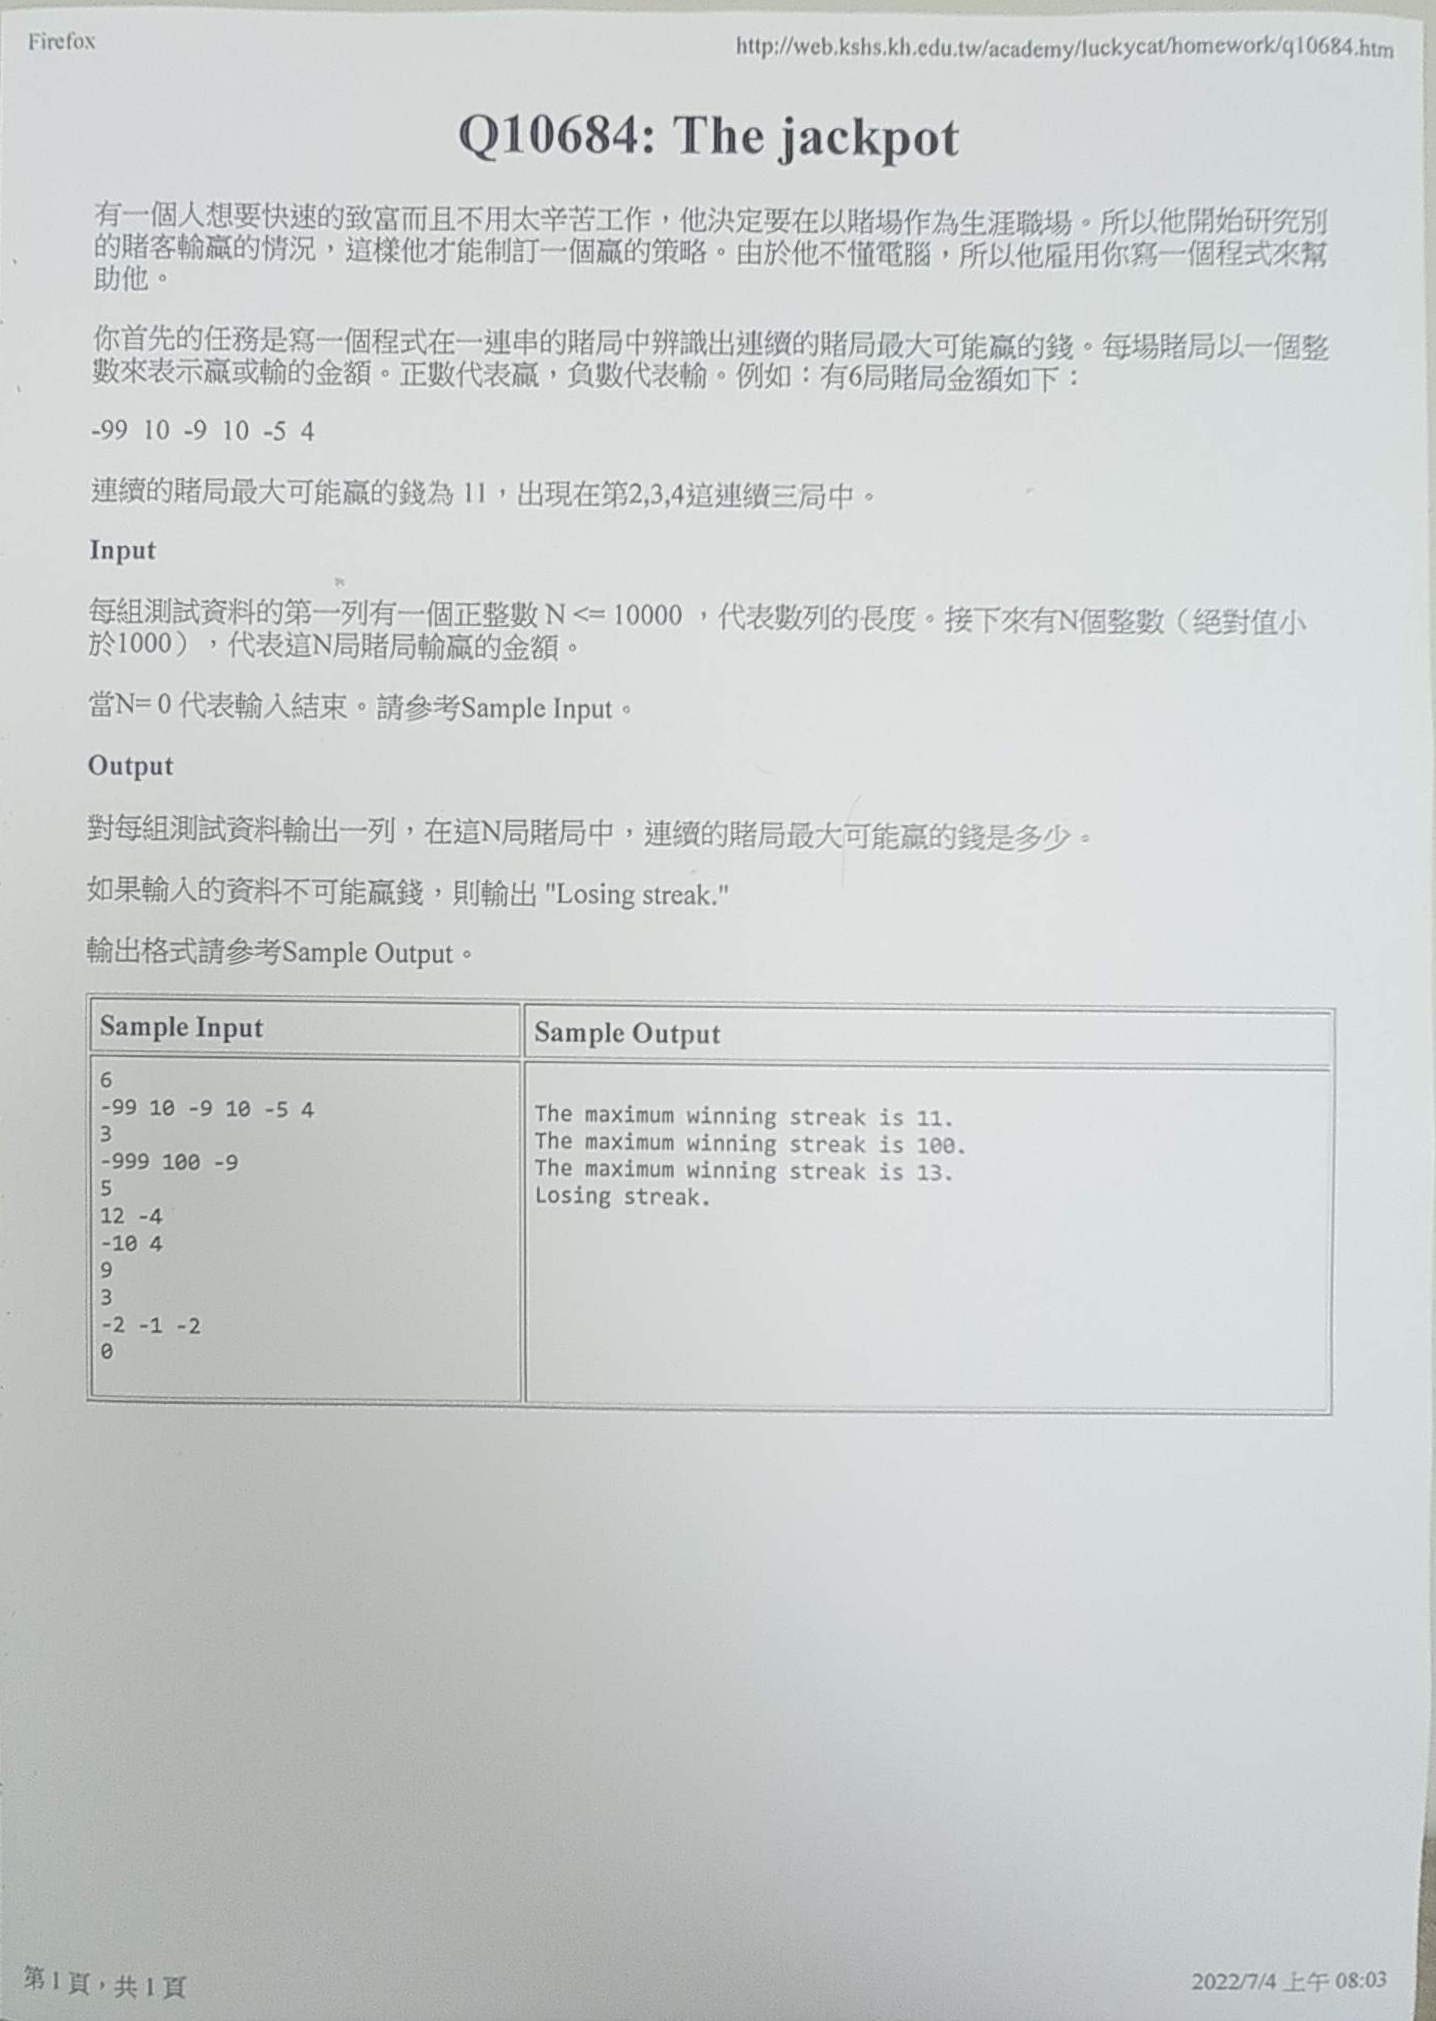 Firefox
http://web.kshs.kh.edu.tw/academy/luckycat/homework/q10684.htm
Q10684: The jackpot
有一個人想要快速的致富而且不用太辛苦工作，他決定要在以賭場作為生涯職場。所以他開始研究別
的賭客輸贏的情況，這樣他才能制訂一個贏的策略。由於他不懂電腦，所以他雇用你寫一個程式來幫
助他。
你首先的任務是寫一個程式在一連串的賭局中辨識出連續的賭局最大可能贏的錢。每場賭局以一個整
數來表示贏或輸的金額。正數代表贏，負數代表輸。例如：有6局賭局金額如下：
-99 10 -9 10 -5 4
連續的賭局最大可能贏的錢為 11，出現在第2,3,4這連續三局中。
Input
每組測試資料的第一列有一個正整數 N <= 10000 ，代表數列的長度。接下來有N個整數（絕對值小
於1000），代表這N局賭局輸贏的金額。
當N= 0 代表輸入結束。請參考Sample Input。
Output
對每組測試資料輸出一列，在這N局賭局中，連續的賭局最大可能贏的錢是多少。
如果輸入的資料不可能贏錢，則輸出 "Losing streak."
輸出格式請參考Sample Output。
Sample Input
6
-99 10 -9 10 -5 4
3
-999 100 -9
5
12 -4
-10 4
9
3
-2 -1 -2
0
Sample Output
The maximum winning streak is 11.
The maximum winning streak is 100.
The maximum winning streak is 13.
Losing streak.
第1頁，共1頁
2022/7/4 上午 08:03